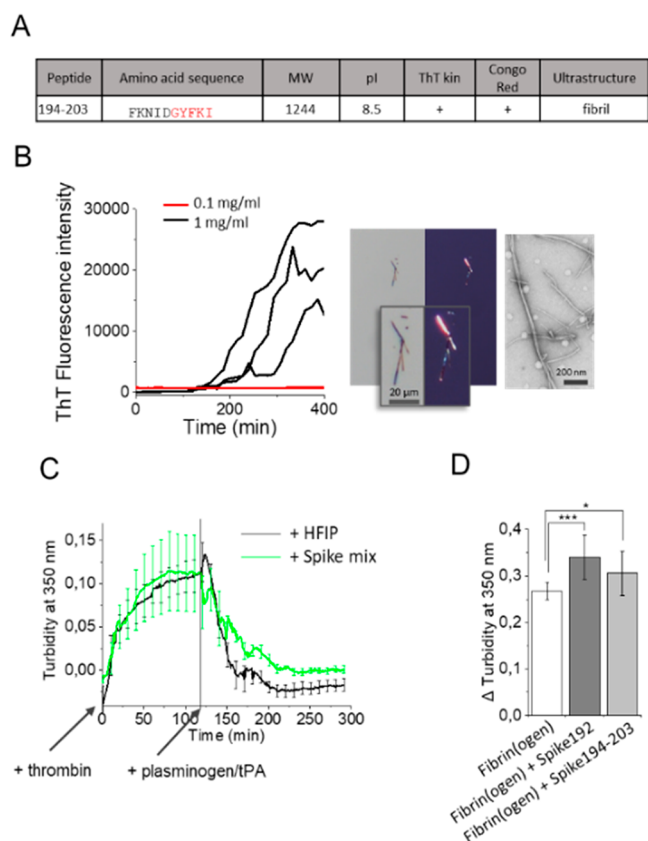 A
Peptide Amino acid sequence MW pI ThT kin Congo Red Ultrastructure
194-203 FKNIDGYFKI 1244 8.5 + + fibril
B
0.1 mg/ml
1 mg/ml
ThT Fluorescence intensity
30000
20000
10000
0
0 200 400
Time (min)
20 µm
200 nm
C
+ HFIP
+ Spike mix
Turbidity at 350 nm
0,15
0,10
0,05
0,00
0 50 100 150 200 250 300
Time (min)
+ thrombin
+ plasminogen/tPA
D
*
***
Δ Turbidity at 350 nm
0,4
0,3
0,2
0,1
0,0
Fibrin(ogen)
Fibrin(ogen) + Spike192
Fibrin(ogen) + Spike194-203